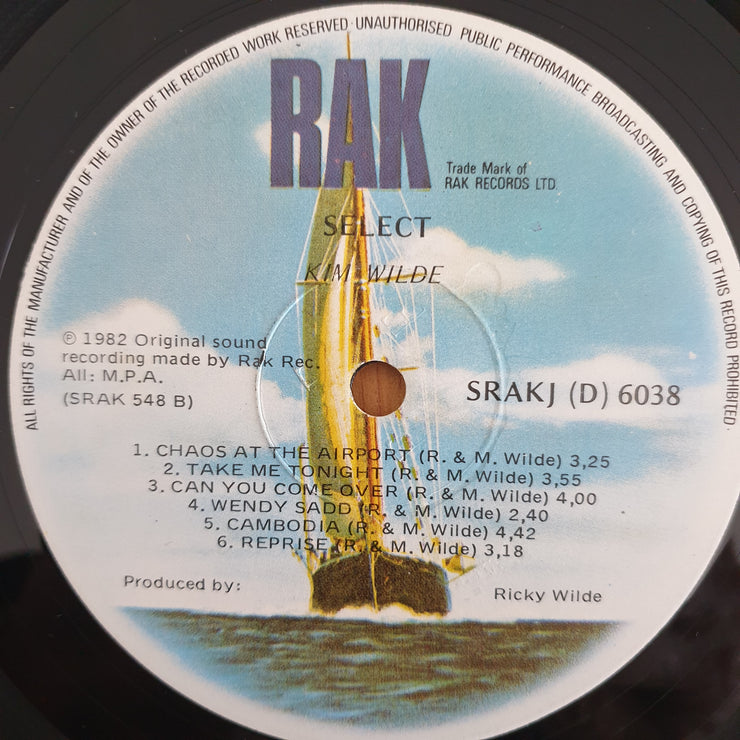 ALL RIGHTS OF THE MANUFACTURER AND OF THE OWNER OF THE RECORDED WORK RESERVED · UNAUTHORISED PUBLIC PERFORMANCE BROADCASTING AND COPYING OF THIS RECORD PROHIBITED.
RAK
Trade Mark of
RAK RECORDS LTD.
SELECT
KIM WILDE
℗ 1982 Original sound
recording made by Rak Rec.
All: M.P.A.
(SRAK 548 B)
SRAKJ (D) 6038
1. CHAOS AT THE AIRPORT (R. & M. Wilde) 3,25
2. TAKE ME TONIGHT (R. & M. Wilde) 3,55
3. CAN YOU COME OVER (R. & M. Wilde) 4,00
4. WENDY SADD (R. & M. Wilde) 2,40
5. CAMBODIA (R. & M. Wilde) 4,42
6. REPRISE (R. & M. Wilde) 3,18
Produced by:
Ricky Wilde